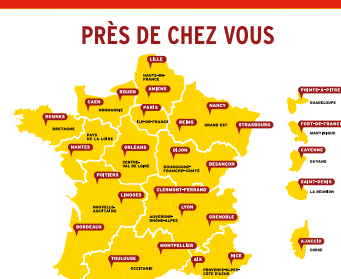 PRÈS DE CHEZ VOUS
LILLE
HAUTS-DE-
FRANCE
AMIENS
ROUEN
CAEN
NORMANDIE
PARIS
ÎLE-DE-FRANCE
REIMS
NANCY
GRAND EST
STRASBOURG
RENNES
BRETAGNE
PAYS
DE LA LOIRE
NANTES
ORLÉANS
CENTRE-
VAL DE LOIRE
DIJON
BOURGOGNE-
FRANCHE-COMTÉ
BESANÇON
POITIERS
LIMOGES
NOUVELLE-
AQUITAINE
CLERMONT-FERRAND
LYON
AUVERGNE-
RHÔNE-ALPES
GRENOBLE
BORDEAUX
TOULOUSE
OCCITANIE
MONTPELLIER
AIX
NICE
PROVENCE-ALPES-
CÔTE D'AZUR
POINTE-À-PITRE
GUADELOUPE
FORT-DE-FRANCE
MARTINIQUE
CAYENNE
GUYANE
SAINT-DENIS
LA RÉUNION
AJACCIO
CORSE